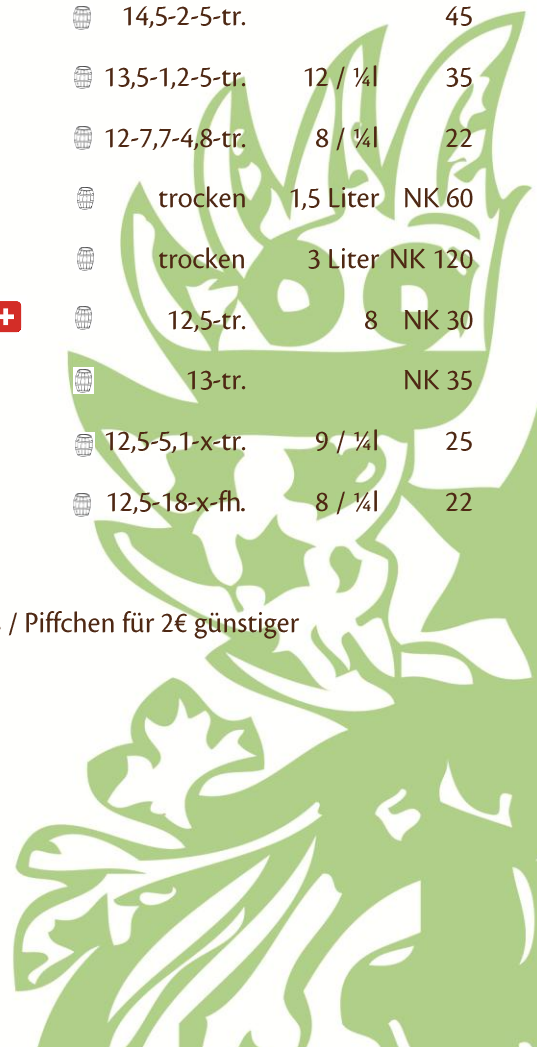 14,5-2-5-tr. 45
13,5-1,2-5-tr. 12 / ¼l 35
12-7,7-4,8-tr. 8 / ¼l 22
trocken 1,5 Liter NK 60
trocken 3 Liter NK 120
12,5-tr. 8 NK 30
13-tr. NK 35
12,5-5,1-x-tr. 9 / ¼l 25
12,5-18-x-fh. 8 / ¼l 22
/ Piffchen für 2€ günstiger